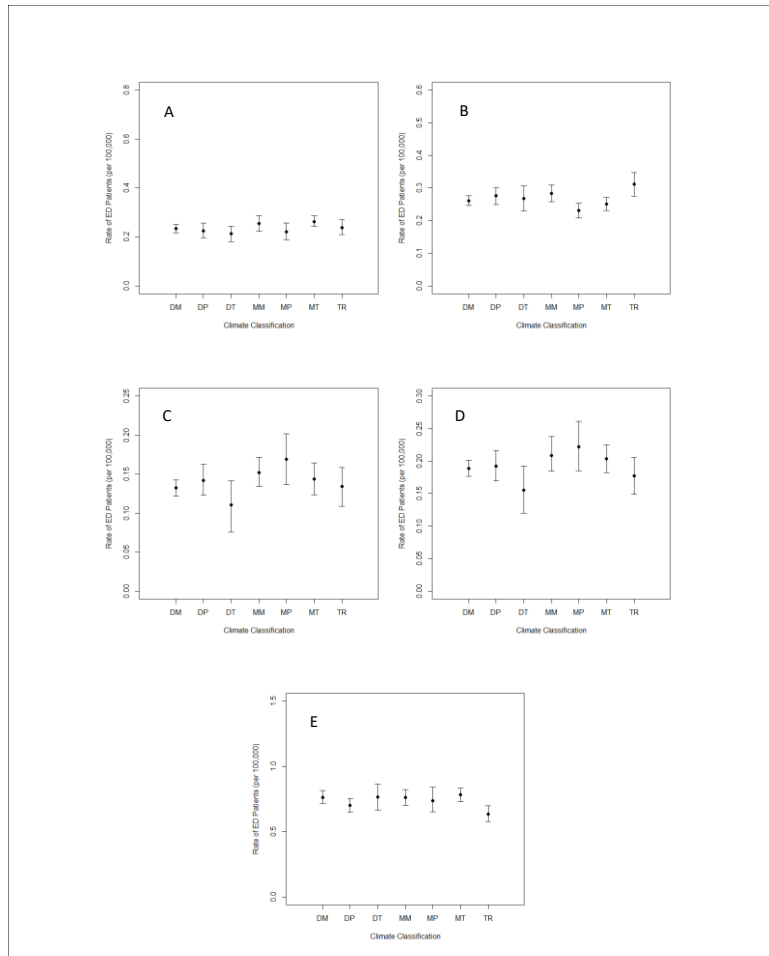 A
Rate of ED Patients (per 100,000)
0.0 0.2 0.4 0.6 0.8
DM DP DT MM MP MT TR
Climate Classification
B
Rate of ED Patients (per 100,000)
0.0 0.1 0.2 0.3 0.4 0.5 0.6
DM DP DT MM MP MT TR
Climate Classification
C
Rate of ED Patients (per 100,000)
0.00 0.05 0.10 0.15 0.20 0.25
DM DP DT MM MP MT TR
Climate Classification
D
Rate of ED Patients (per 100,000)
0.00 0.05 0.10 0.15 0.20 0.25 0.30
DM DP DT MM MP MT TR
Climate Classification
E
Rate of ED Patients (per 100,000)
0.0 0.5 1.0 1.5
DM DP DT MM MP MT TR
Climate Classification